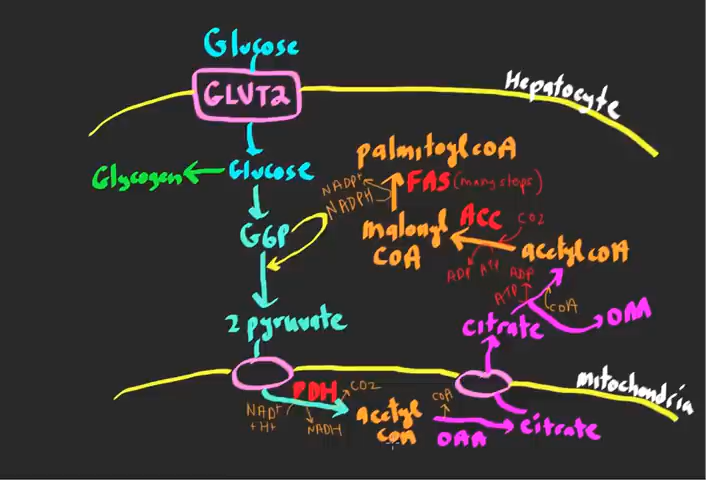 Glucose
GLUT2
Hepatocyte
Glucose
Glycogen
palmitoyl CoA
FAS (many steps)
NADP+
NADPH
G6P
malonyl
CoA
ACC
CO2
acetyl CoA
ADP ATP
ADP
ATP
CoA
OAA
citrate
2 pyruvate
mitochondria
PDH
CO2
NAD+
+H+
NADH
acetyl
CoA
CoA
OAA
citrate